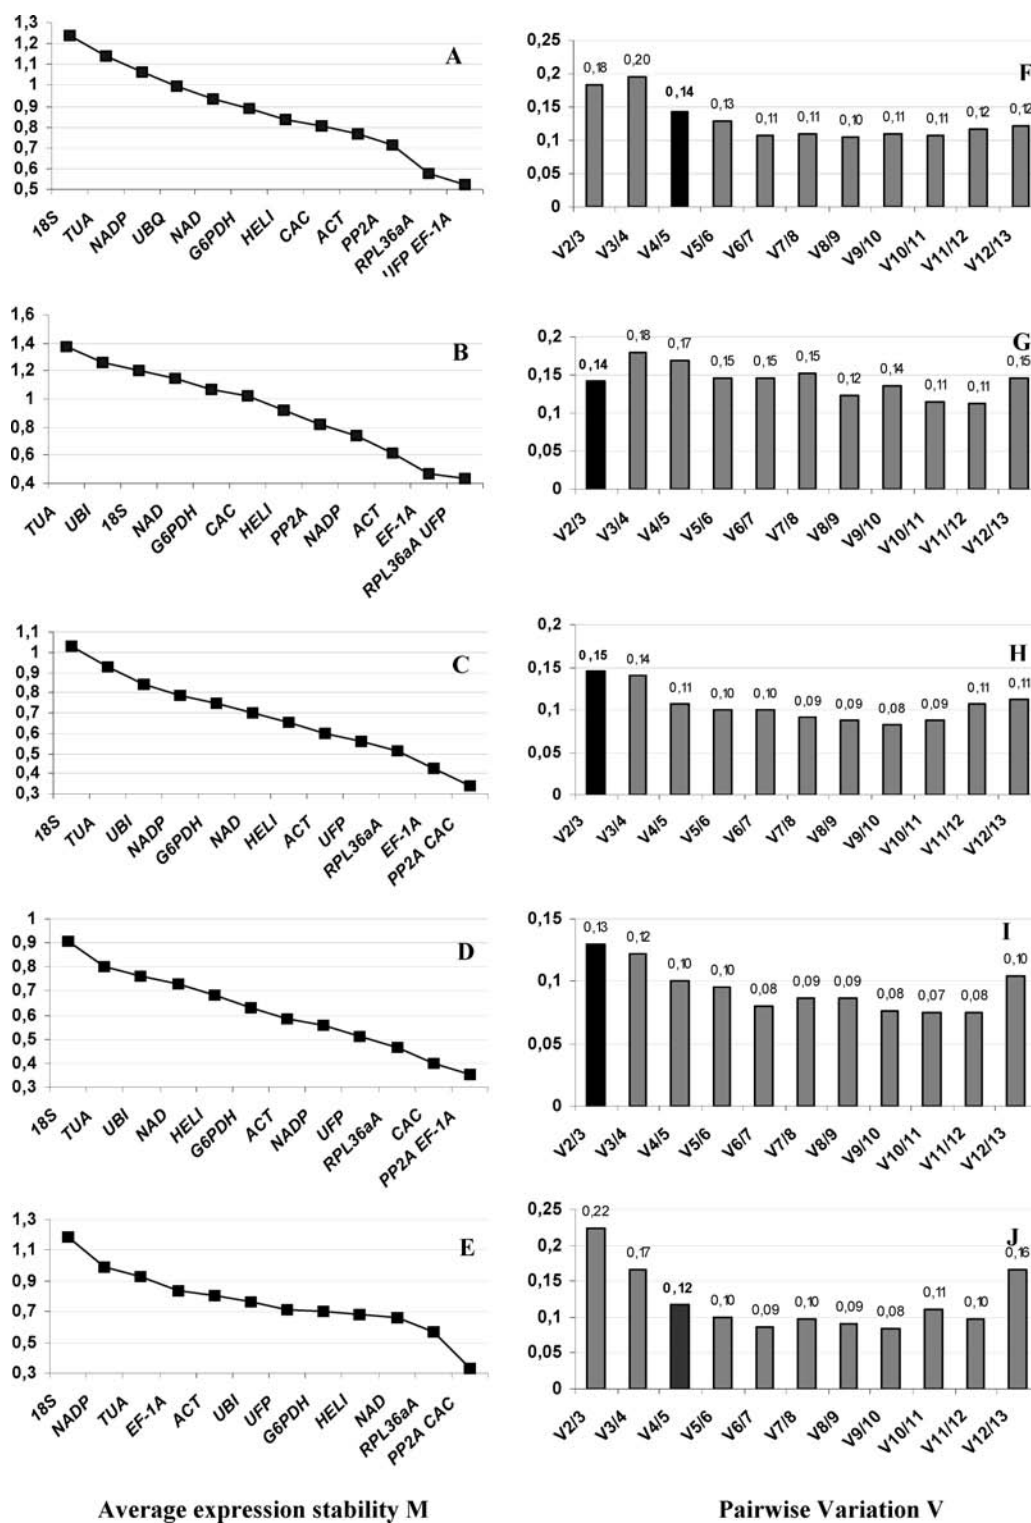 1,3
1,2
1,1
1
0,9
0,8
0,7
0,6
0,5
A
18S
TUA
NADP
UBQ
NAD
G6PDH
HELI
CAC
ACT
PP2A
RPL36aA
UFP EF-1A
0,25
0,2
0,15
0,1
0,05
0
F
0,18
0,20
0,14
0,13
0,11
0,11
0,10
0,11
0,11
0,12
0,12
V2/3
V3/4
V4/5
V5/6
V6/7
V7/8
V8/9
V9/10
V10/11
V11/12
V12/13
1,6
1,4
1,2
1
0,8
0,6
0,4
B
TUA
UBI
18S
NAD
G6PDH
CAC
HELI
PP2A
NADP
ACT
EF-1A
RPL36aA UFP
0,2
0,15
0,1
0,05
0
G
0,14
0,18
0,17
0,15
0,15
0,15
0,12
0,14
0,11
0,11
0,15
V2/3
V3/4
V4/5
V5/6
V6/7
V7/8
V8/9
V9/10
V10/11
V11/12
V12/13
1,1
1
0,9
0,8
0,7
0,6
0,5
0,4
0,3
C
18S
TUA
UBI
NADP
G6PDH
NAD
HELI
ACT
UFP
RPL36aA
EF-1A
PP2A CAC
0,2
0,15
0,1
0,05
0
H
0,15
0,14
0,11
0,10
0,10
0,09
0,09
0,08
0,09
0,11
0,11
V2/3
V3/4
V4/5
V5/6
V6/7
V7/8
V8/9
V9/10
V10/11
V11/12
V12/13
1
0,9
0,8
0,7
0,6
0,5
0,4
0,3
D
18S
TUA
UBI
NAD
HELI
G6PDH
ACT
NADP
UFP
RPL36aA
CAC
PP2A EF-1A
0,15
0,1
0,05
0
I
0,13
0,12
0,10
0,10
0,08
0,09
0,09
0,08
0,07
0,08
0,10
V2/3
V3/4
V4/5
V5/6
V6/7
V7/8
V8/9
V9/10
V10/11
V11/12
V12/13
1,3
1,1
0,9
0,7
0,5
0,3
E
18S
NADP
TUA
EF-1A
ACT
UBI
UFP
G6PDH
HELI
NAD
RPL36aA
PP2A CAC
0,25
0,2
0,15
0,1
0,05
0
J
0,22
0,17
0,12
0,10
0,09
0,10
0,09
0,08
0,11
0,10
0,16
V2/3
V3/4
V4/5
V5/6
V6/7
V7/8
V8/9
V9/10
V10/11
V11/12
V12/13
Average expression stability M
Pairwise Variation V